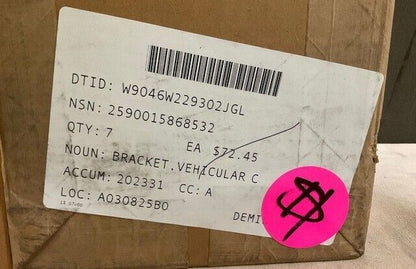 DTID: W9046W229302JGL
NSN: 2590015868532
QTY: 7 EA $72.45
NOUN: BRACKET.VEHICULAR C
ACCUM: 202331 CC: A
LOC: A030825B0 DEMI